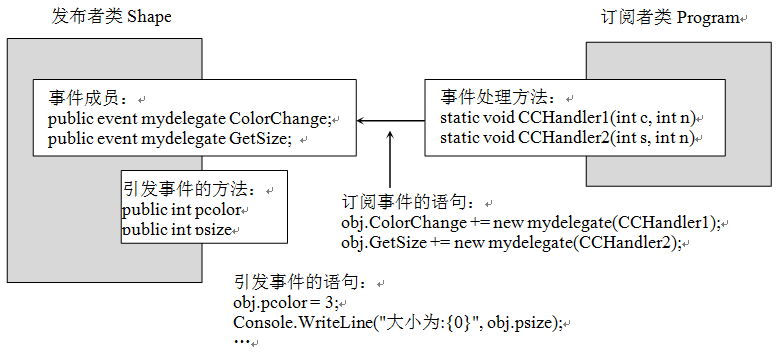 发布者类 Shape
订阅者类 Program
事件成员：
public event mydelegate ColorChange;
public event mydelegate GetSize;
事件处理方法：
static void CCHandler1(int c, int n)
static void CCHandler2(int s, int n)
引发事件的方法：
public int pcolor
public int psize
订阅事件的语句：
obj.ColorChange += new mydelegate(CCHandler1);
obj.GetSize += new mydelegate(CCHandler2);
引发事件的语句：
obj.pcolor = 3;
Console.WriteLine("大小为:{0}", obj.psize);
…